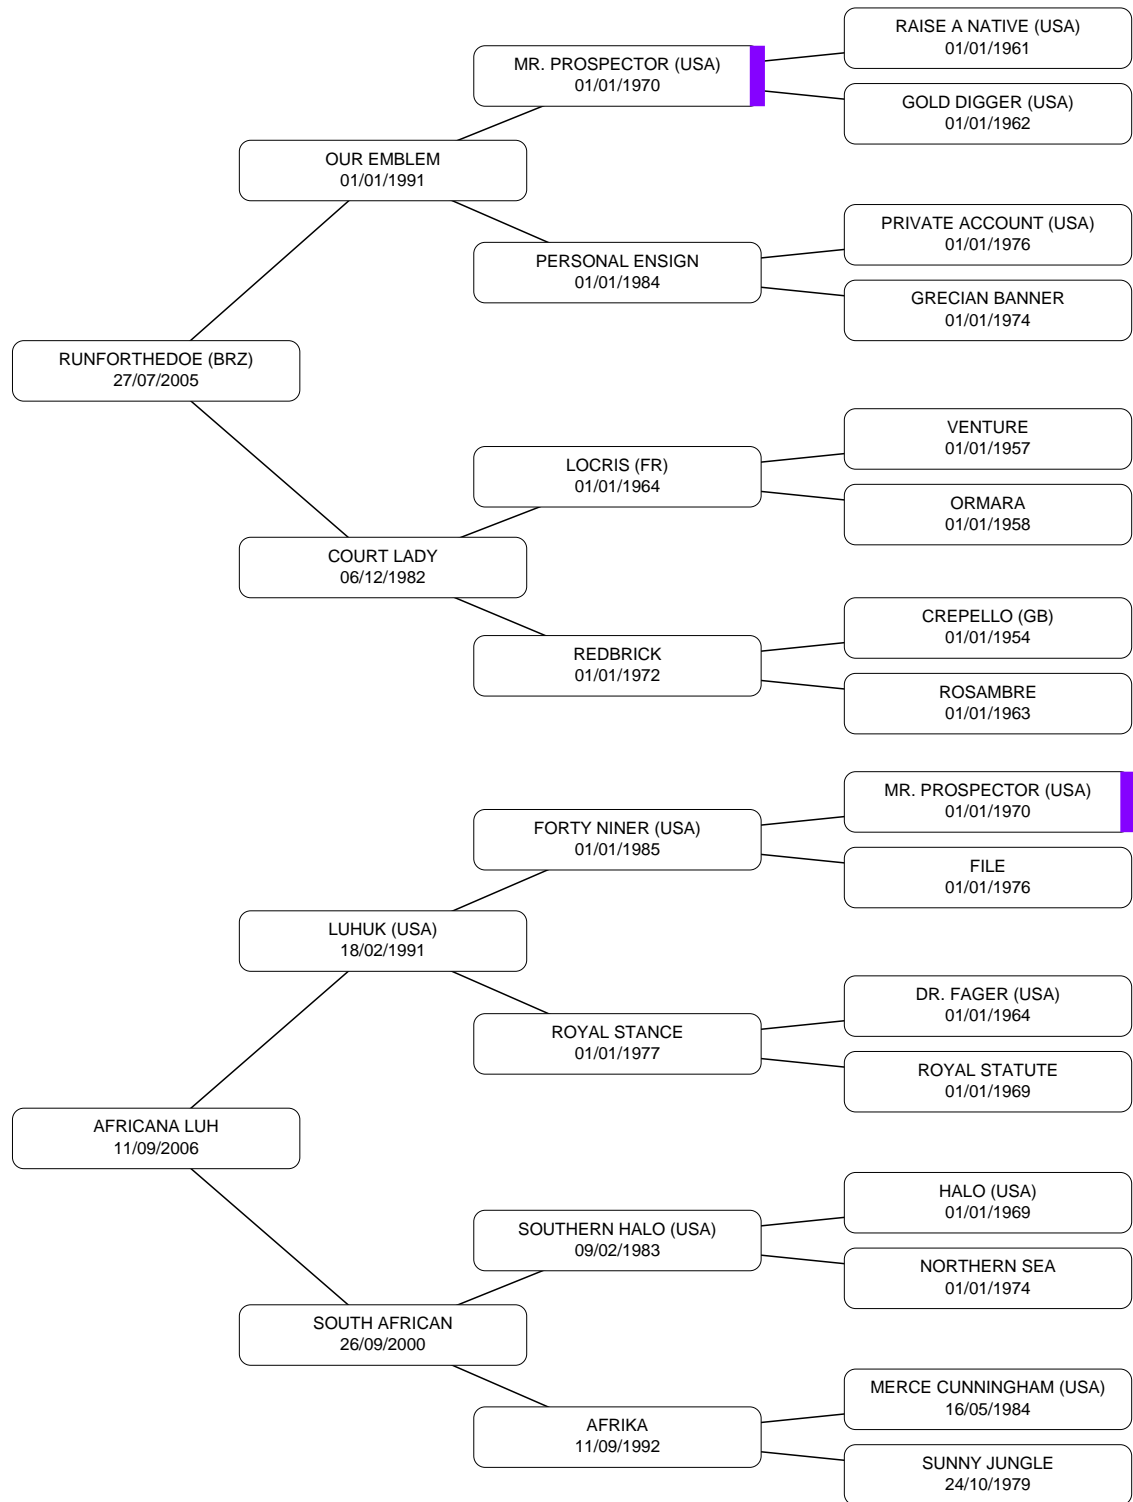 RAISE A NATIVE (USA)
01/01/1961
MR. PROSPECTOR (USA)
01/01/1970
GOLD DIGGER (USA)
01/01/1962
OUR EMBLEM
01/01/1991
PRIVATE ACCOUNT (USA)
01/01/1976
PERSONAL ENSIGN
01/01/1984
GRECIAN BANNER
01/01/1974
RUNFORTHEDOE (BRZ)
27/07/2005
VENTURE
01/01/1957
LOCRIS (FR)
01/01/1964
ORMARA
01/01/1958
COURT LADY
06/12/1982
CREPELLO (GB)
01/01/1954
REDBRICK
01/01/1972
ROSAMBRE
01/01/1963
MR. PROSPECTOR (USA)
01/01/1970
FORTY NINER (USA)
01/01/1985
FILE
01/01/1976
LUHUK (USA)
18/02/1991
DR. FAGER (USA)
01/01/1964
ROYAL STANCE
01/01/1977
ROYAL STATUTE
01/01/1969
AFRICANA LUH
11/09/2006
HALO (USA)
01/01/1969
SOUTHERN HALO (USA)
09/02/1983
NORTHERN SEA
01/01/1974
SOUTH AFRICAN
26/09/2000
MERCE CUNNINGHAM (USA)
16/05/1984
AFRIKA
11/09/1992
SUNNY JUNGLE
24/10/1979